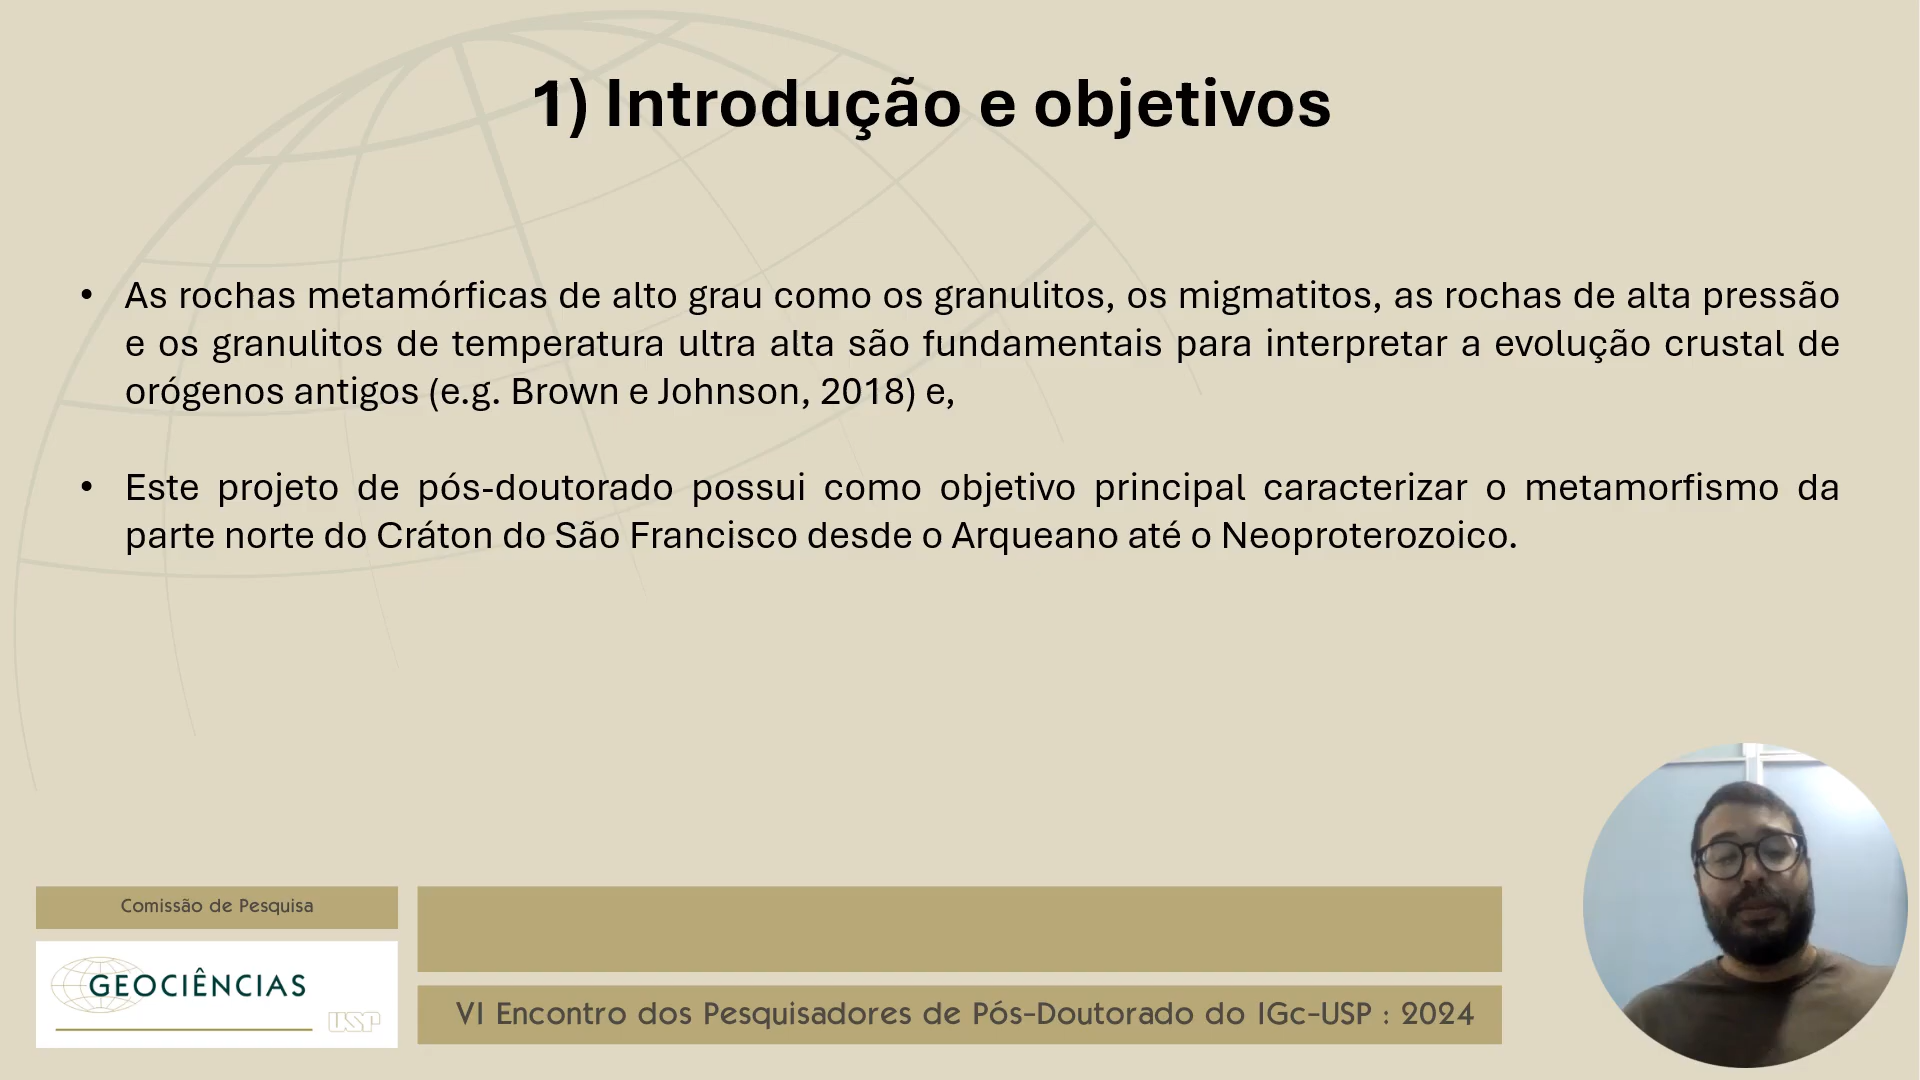 1) Introdução e objetivos
• As rochas metamórficas de alto grau como os granulitos, os migmatitos, as rochas de alta pressão
e os granulitos de temperatura ultra alta são fundamentais para interpretar a evolução crustal de
orógenos antigos (e.g. Brown e Johnson, 2018) e,
• Este projeto de pós-doutorado possui como objetivo principal caracterizar o metamorfismo da
parte norte do Cráton do São Francisco desde o Arqueano até o Neoproterozoico.
Comissão de Pesquisa
GEOCIÊNCIAS
USP
VI Encontro dos Pesquisadores de Pós-Doutorado do IGc-USP : 2024